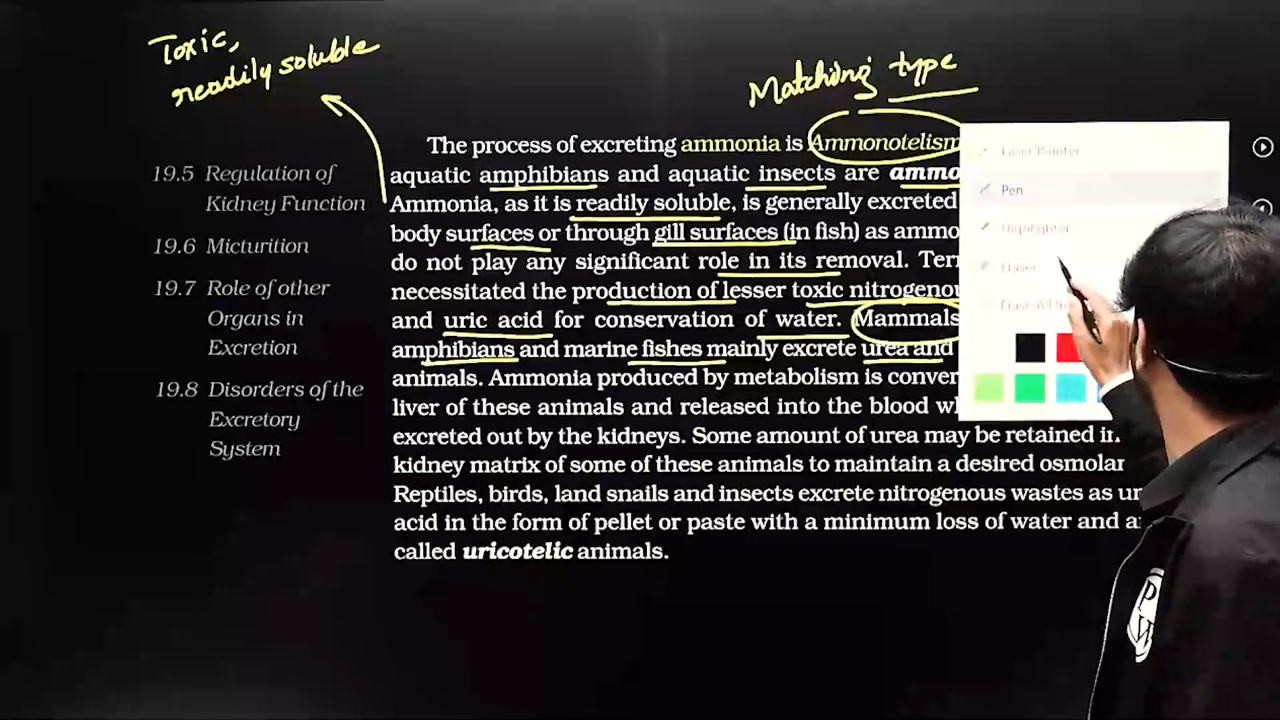 Toxic,
readily soluble
Matching type
The process of excreting ammonia is Ammonotelism
aquatic amphibians and aquatic insects are ammo
Ammonia, as it is readily soluble, is generally excreted
body surfaces or through gill surfaces (in fish) as ammo
do not play any significant role in its removal. Terr
necessitated the production of lesser toxic nitrogenou
and uric acid for conservation of water. Mammals
amphibians and marine fishes mainly excrete urea and
animals. Ammonia produced by metabolism is conver
liver of these animals and released into the blood wh
excreted out by the kidneys. Some amount of urea may be retained in
kidney matrix of some of these animals to maintain a desired osmolar
Reptiles, birds, land snails and insects excrete nitrogenous wastes as ur
acid in the form of pellet or paste with a minimum loss of water and a
called uricotelic animals.
19.5 Regulation of
Kidney Function
19.6 Micturition
19.7 Role of other
Organs in
Excretion
19.8 Disorders of the
Excretory
System
Laser Pointer
Pen
Highlighter
Eraser
Erase All
PW